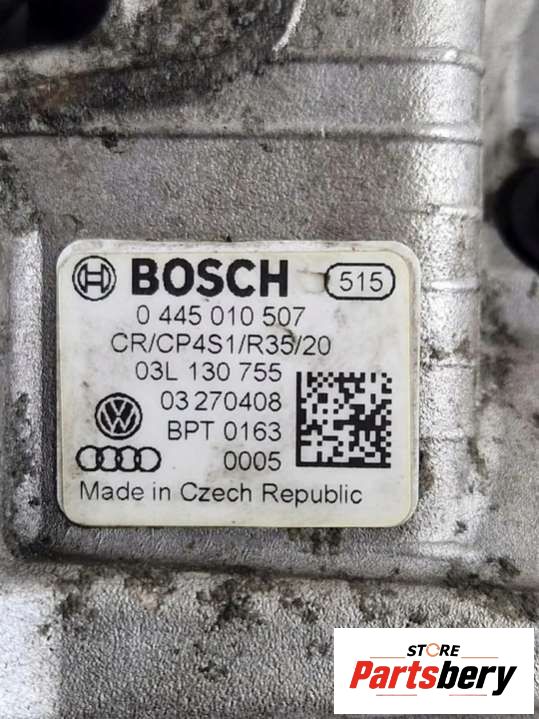 BOSCH 515
0 445 010 507
CR/CP4S1/R35/20
03L 130 755
03 270408
BPT 0163
0005
Made in Czech Republic
STORE
Partsbery